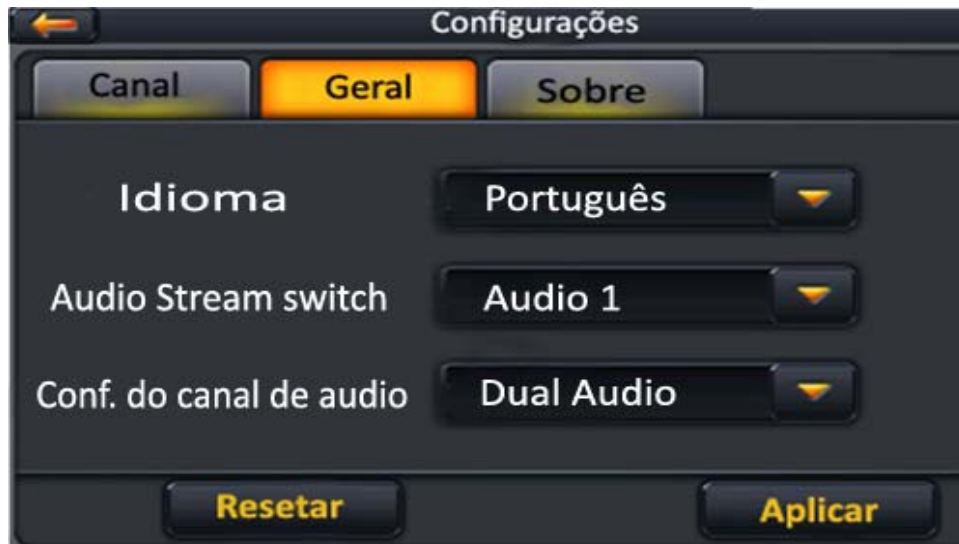 Configurações
Canal Geral Sobre
Idioma Português
Audio Stream switch Audio 1
Conf. do canal de audio Dual Audio
Resetar Aplicar